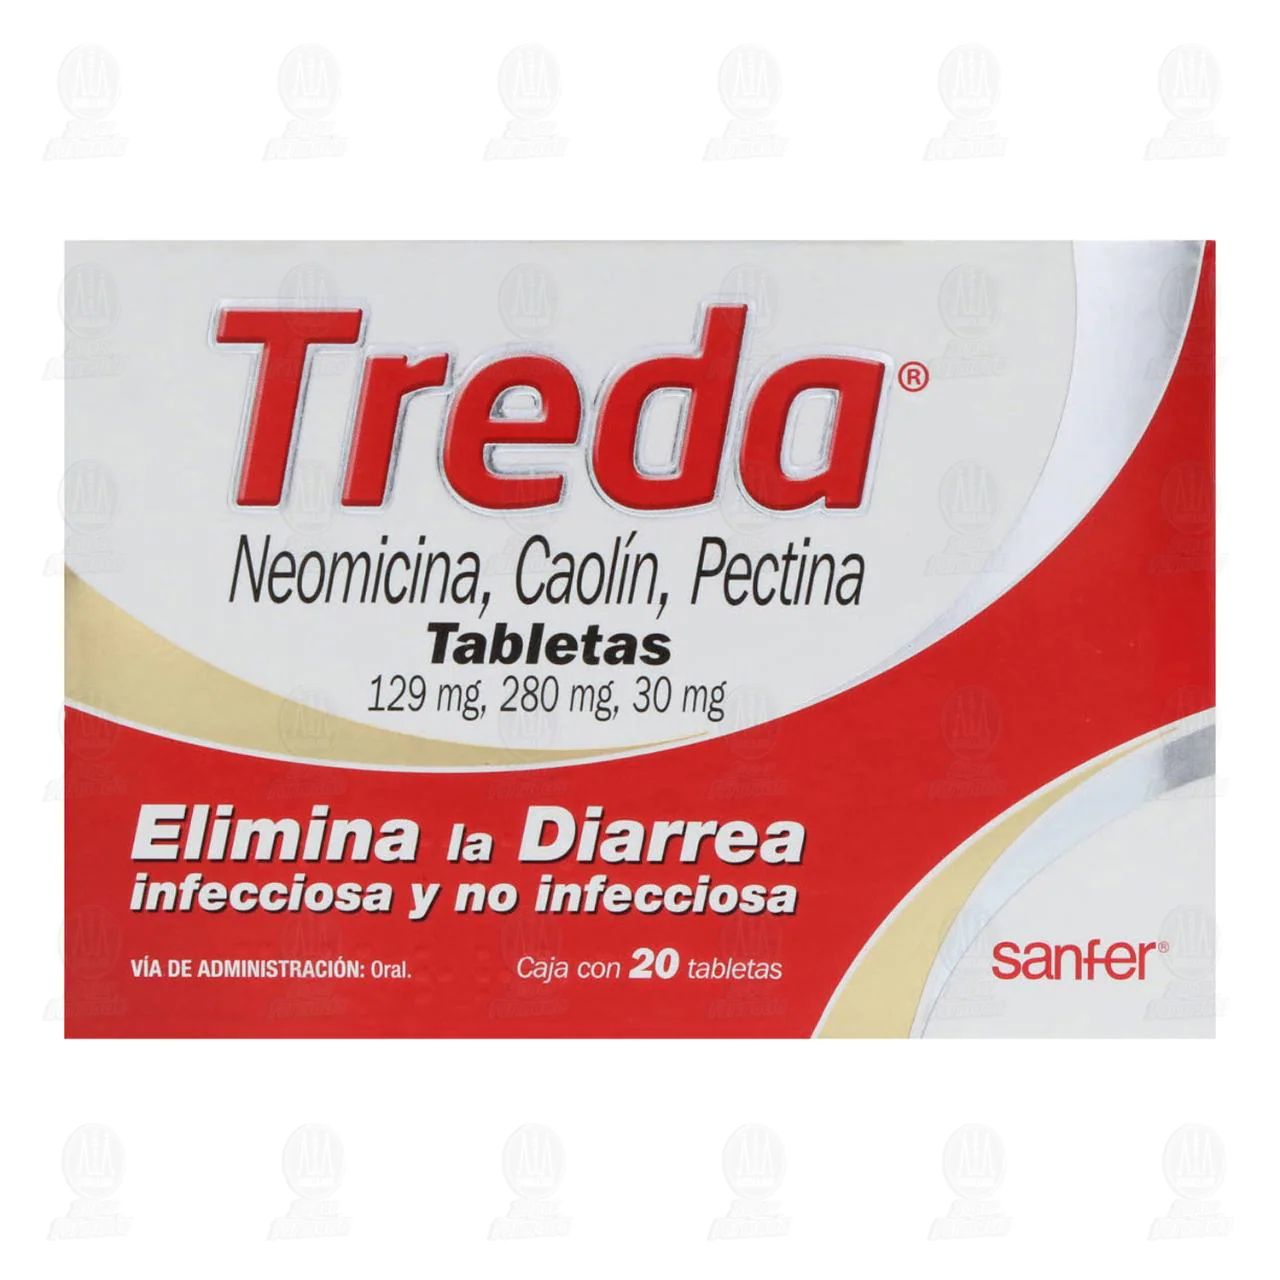 Treda®
Neomicina, Caolín, Pectina
Tabletas
129 mg, 280 mg, 30 mg
Elimina la Diarrea
infecciosa y no infecciosa
VÍA DE ADMINISTRACIÓN: Oral.
Caja con 20 tabletas
sanfer®